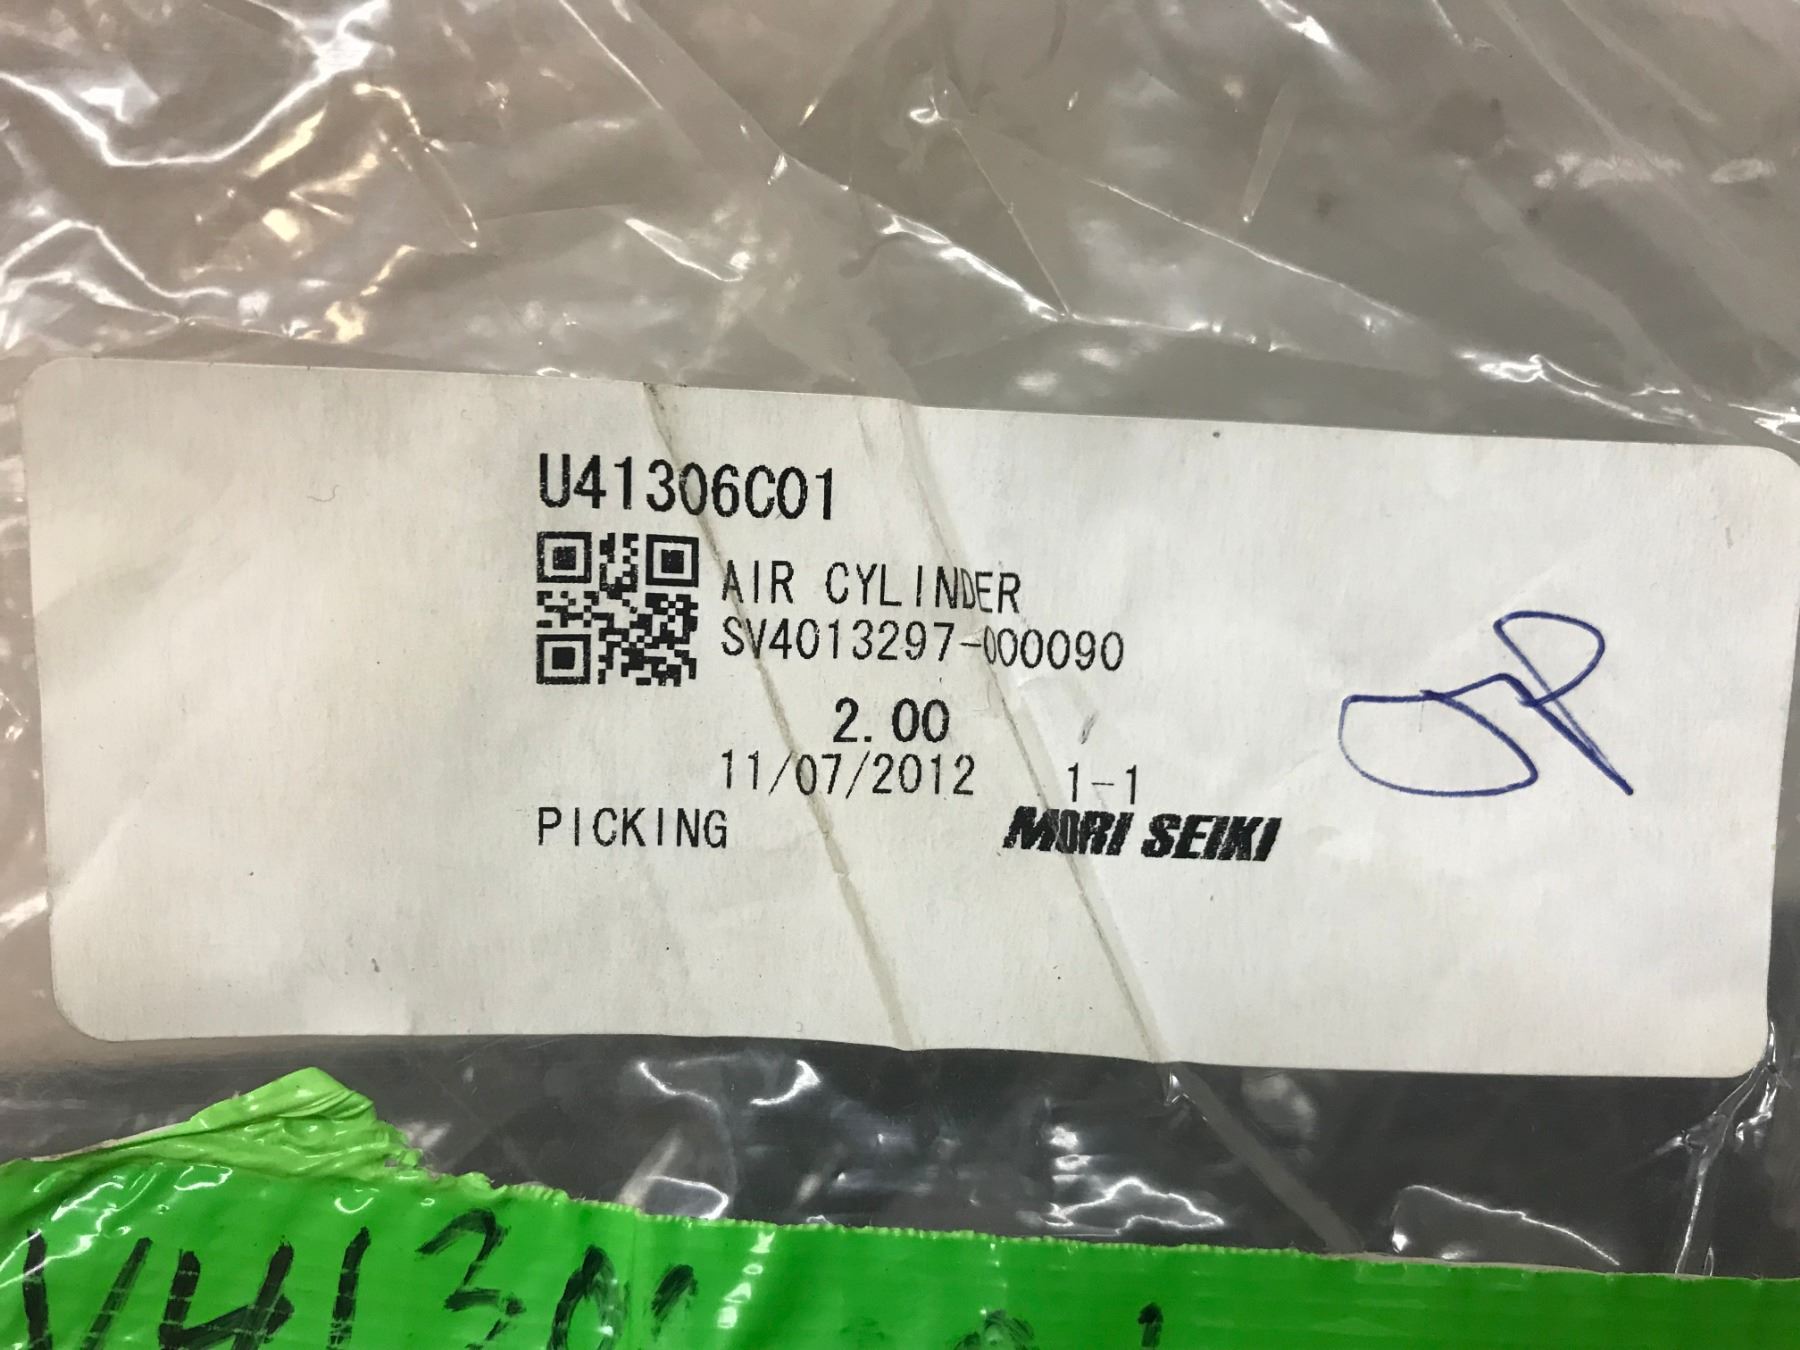 U41306C01
AIR CYLINDER
SV4013297-000090
2.00
11/07/2012 1-1
PICKING MORI SEIKI